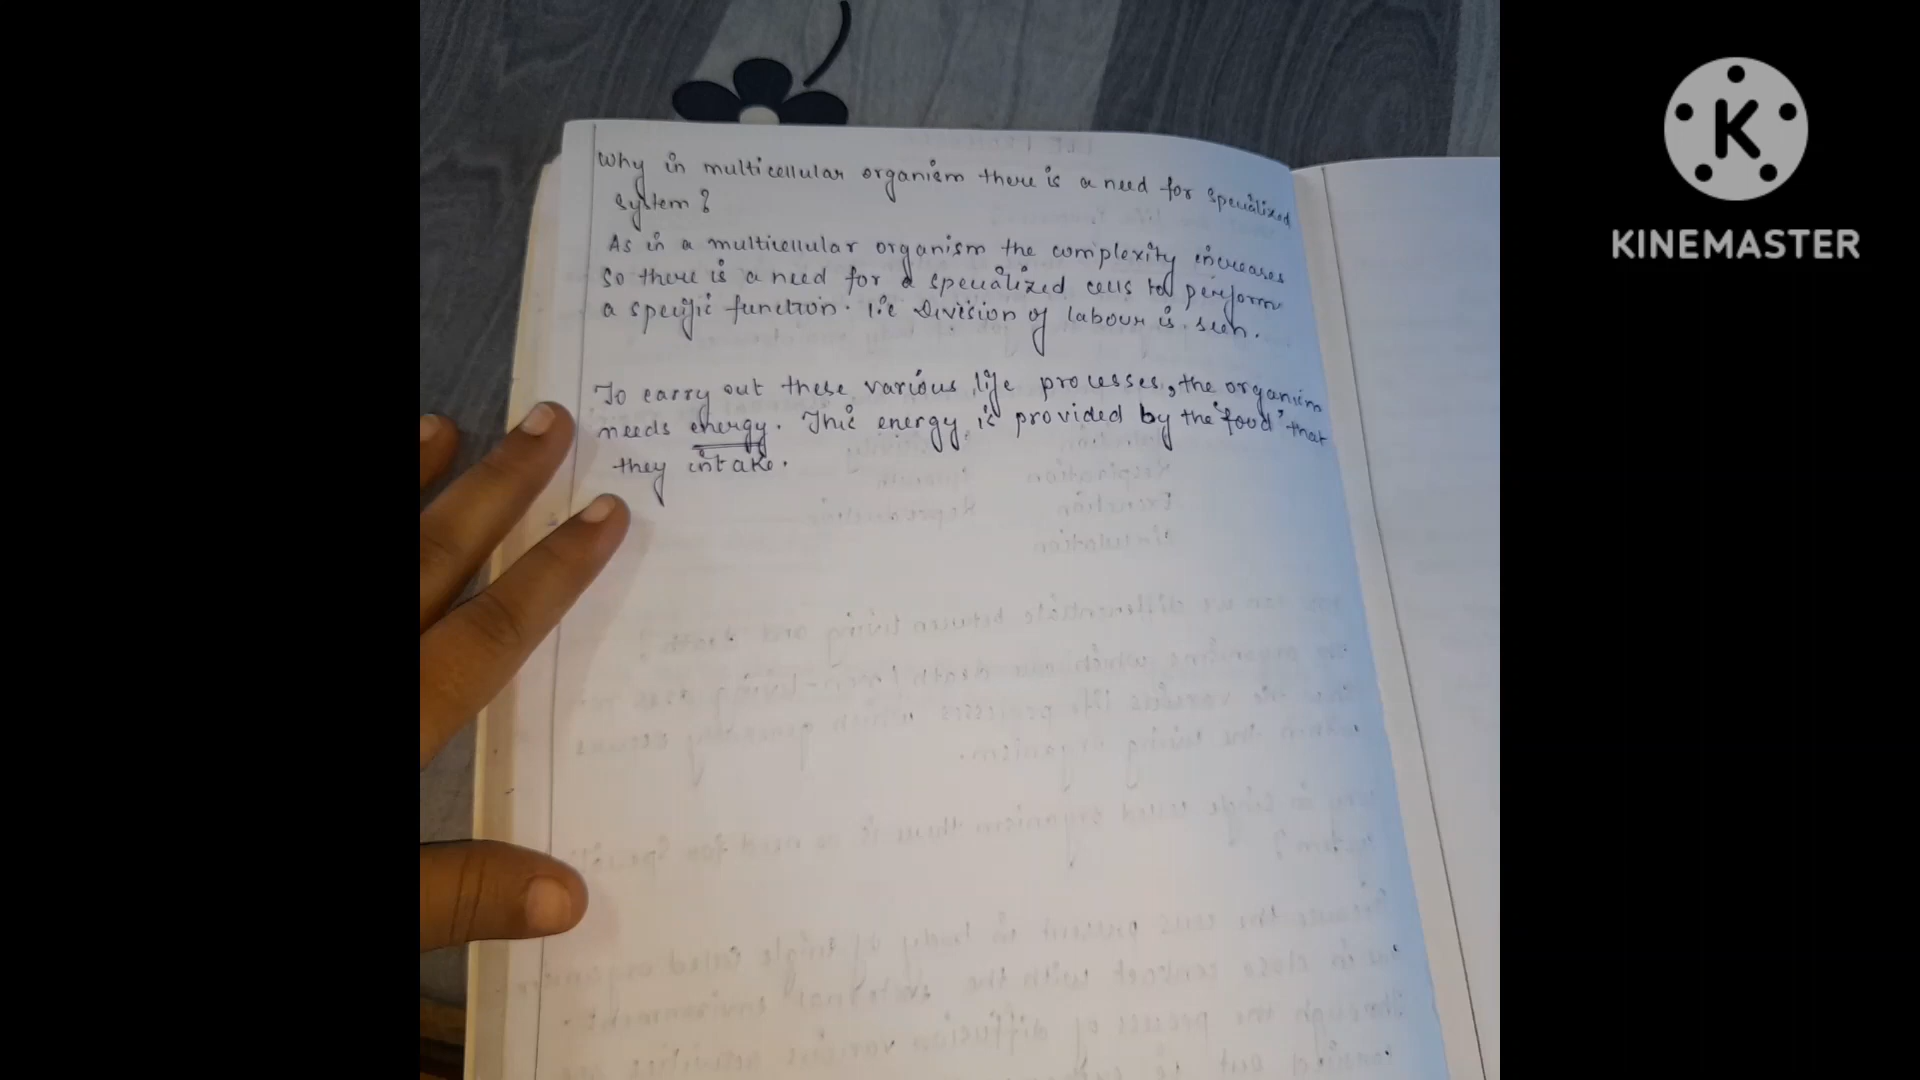 Why in multicellular organism there is a need for specialized
system?
As in a multicellular organism the complexity increases
so there is a need for a specialized cells to perform
a specific function. i.e Division of labour is seen.
To carry out these various life processes, the organism
needs energy. This energy is provided by the "food" that
they intake.
K
KINEMASTER